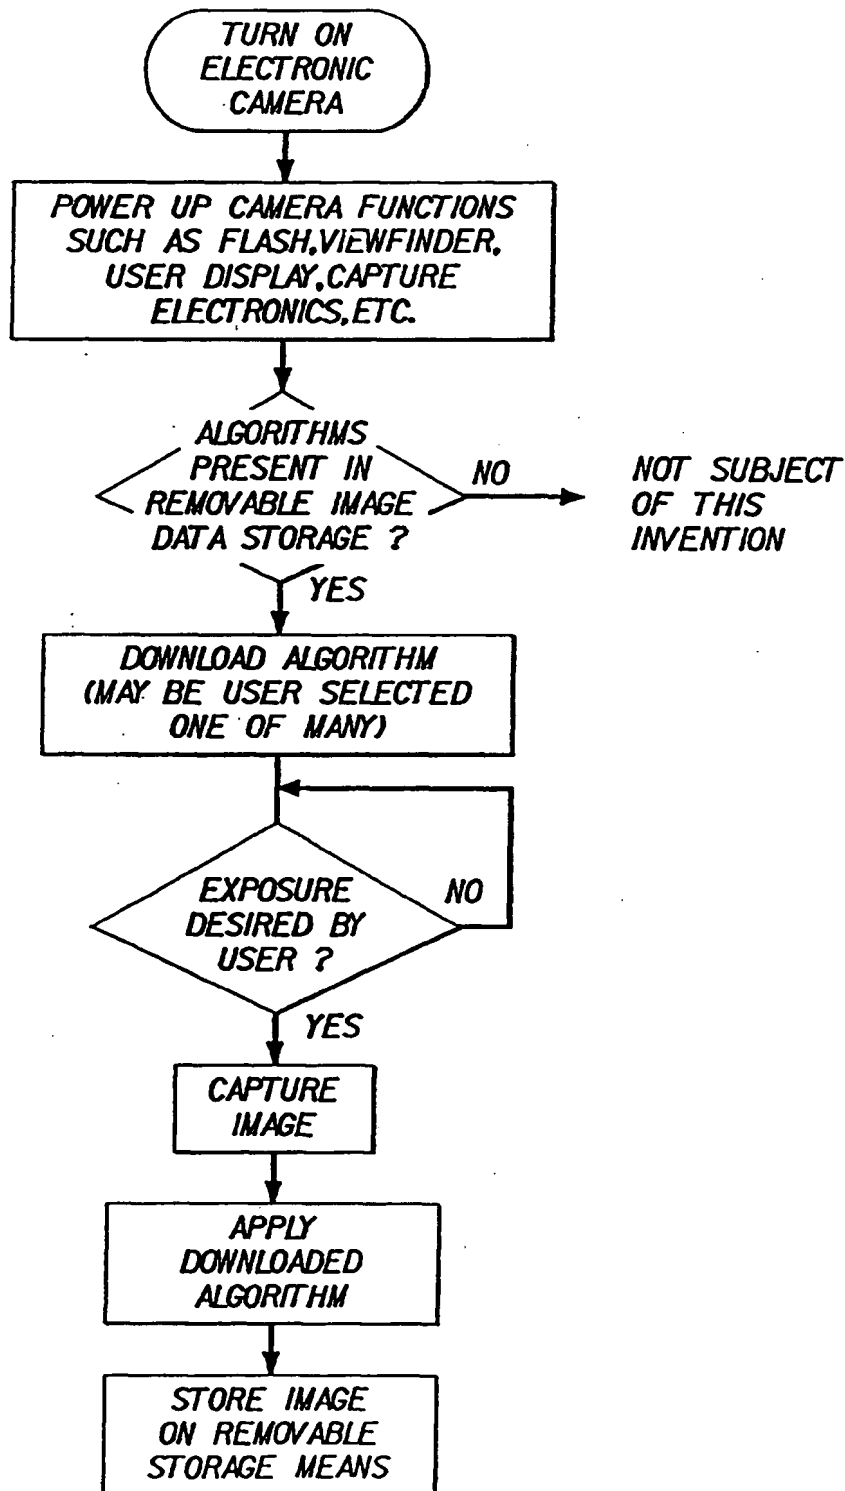 TURN ON
ELECTRONIC
CAMERA
POWER UP CAMERA FUNCTIONS
SUCH AS FLASH,VIEWFINDER,
USER DISPLAY,CAPTURE
ELECTRONICS,ETC.
ALGORITHMS
PRESENT IN
REMOVABLE IMAGE
DATA STORAGE ?
NO
NOT SUBJECT
OF THIS
INVENTION
YES
DOWNLOAD ALGORITHM
(MAY BE USER SELECTED
ONE OF MANY)
EXPOSURE
DESIRED BY
USER ?
NO
YES
CAPTURE
IMAGE
APPLY
DOWNLOADED
ALGORITHM
STORE IMAGE
ON REMOVABLE
STORAGE MEANS